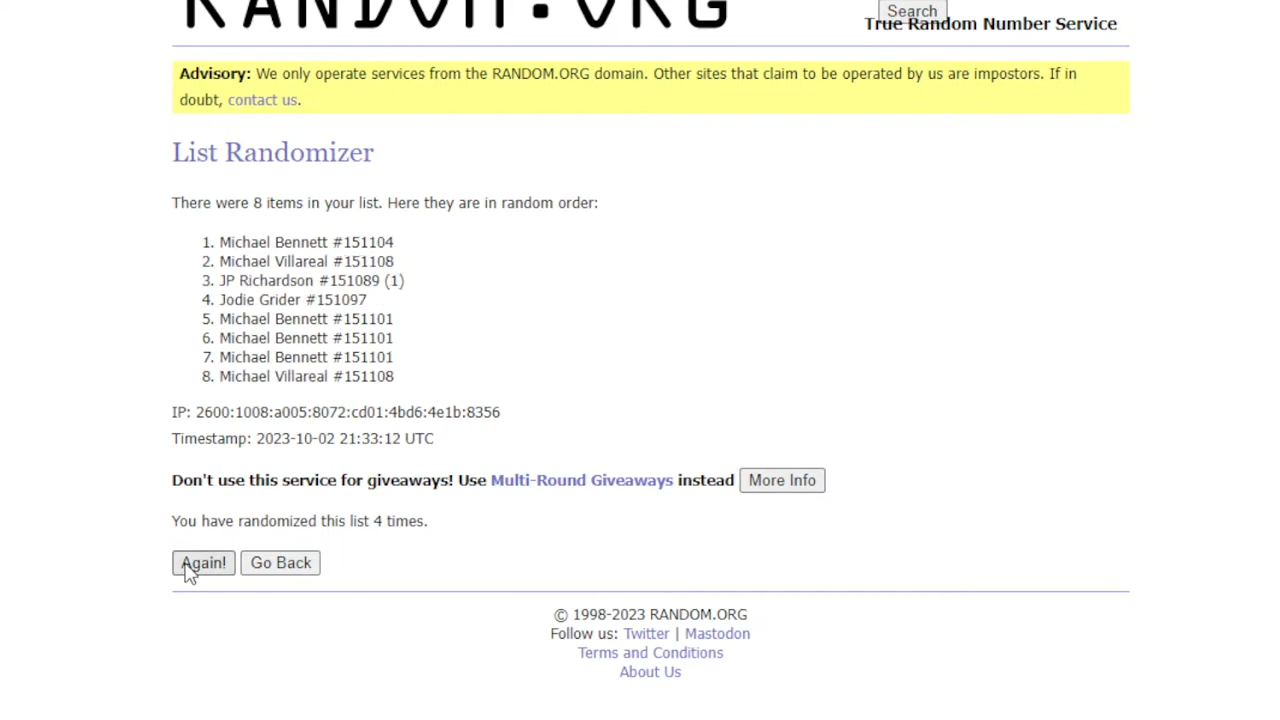 RANDOM.ORG
Search
True Random Number Service
Advisory: We only operate services from the RANDOM.ORG domain. Other sites that claim to be operated by us are impostors. If in
doubt, contact us.
List Randomizer
There were 8 items in your list. Here they are in random order:
1. Michael Bennett #151104
2. Michael Villareal #151108
3. JP Richardson #151089 (1)
4. Jodie Grider #151097
5. Michael Bennett #151101
6. Michael Bennett #151101
7. Michael Bennett #151101
8. Michael Villareal #151108
IP: 2600:1008:a005:8072:cd01:4bd6:4e1b:8356
Timestamp: 2023-10-02 21:33:12 UTC
Don't use this service for giveaways! Use Multi-Round Giveaways instead More Info
You have randomized this list 4 times.
Again! Go Back
© 1998-2023 RANDOM.ORG
Follow us: Twitter | Mastodon
Terms and Conditions
About Us